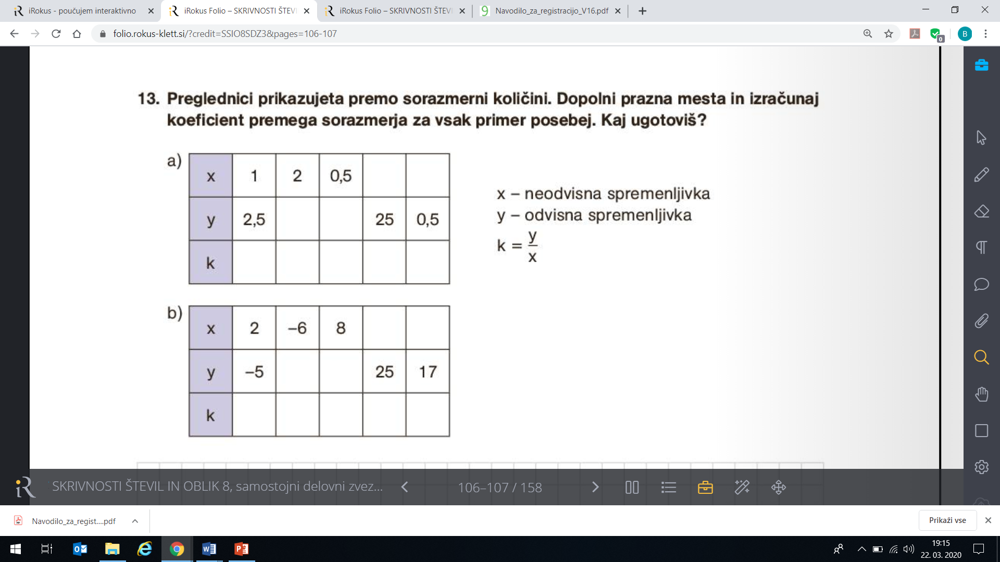 iRokus - poučujem interaktivno
iRokus Folio – SKRIVNOSTI ŠTEVI
iRokus Folio – SKRIVNOSTI ŠTEVI
Navodilo_za_registracijo_V16.pdf
folio.rokus-klett.si/?credit=SSIO8SDZ3&pages=106-107
0
B
13. Preglednici prikazujeta premo sorazmerni količini. Dopolni prazna mesta in izračunaj
koeficient premega sorazmerja za vsak primer posebej. Kaj ugotoviš?
a)
x 1 2 0,5
y 2,5 25 0,5
k
x – neodvisna spremenljivka
y – odvisna spremenljivka
k = y/x
b)
x 2 –6 8
y –5 25 17
k
iR SKRIVNOSTI ŠTEVIL IN OBLIK 8, samostojni delovni zvez... 106–107 / 158
Navodilo_za_regist....pdf
Prikaži vse
19:15
22. 03. 2020